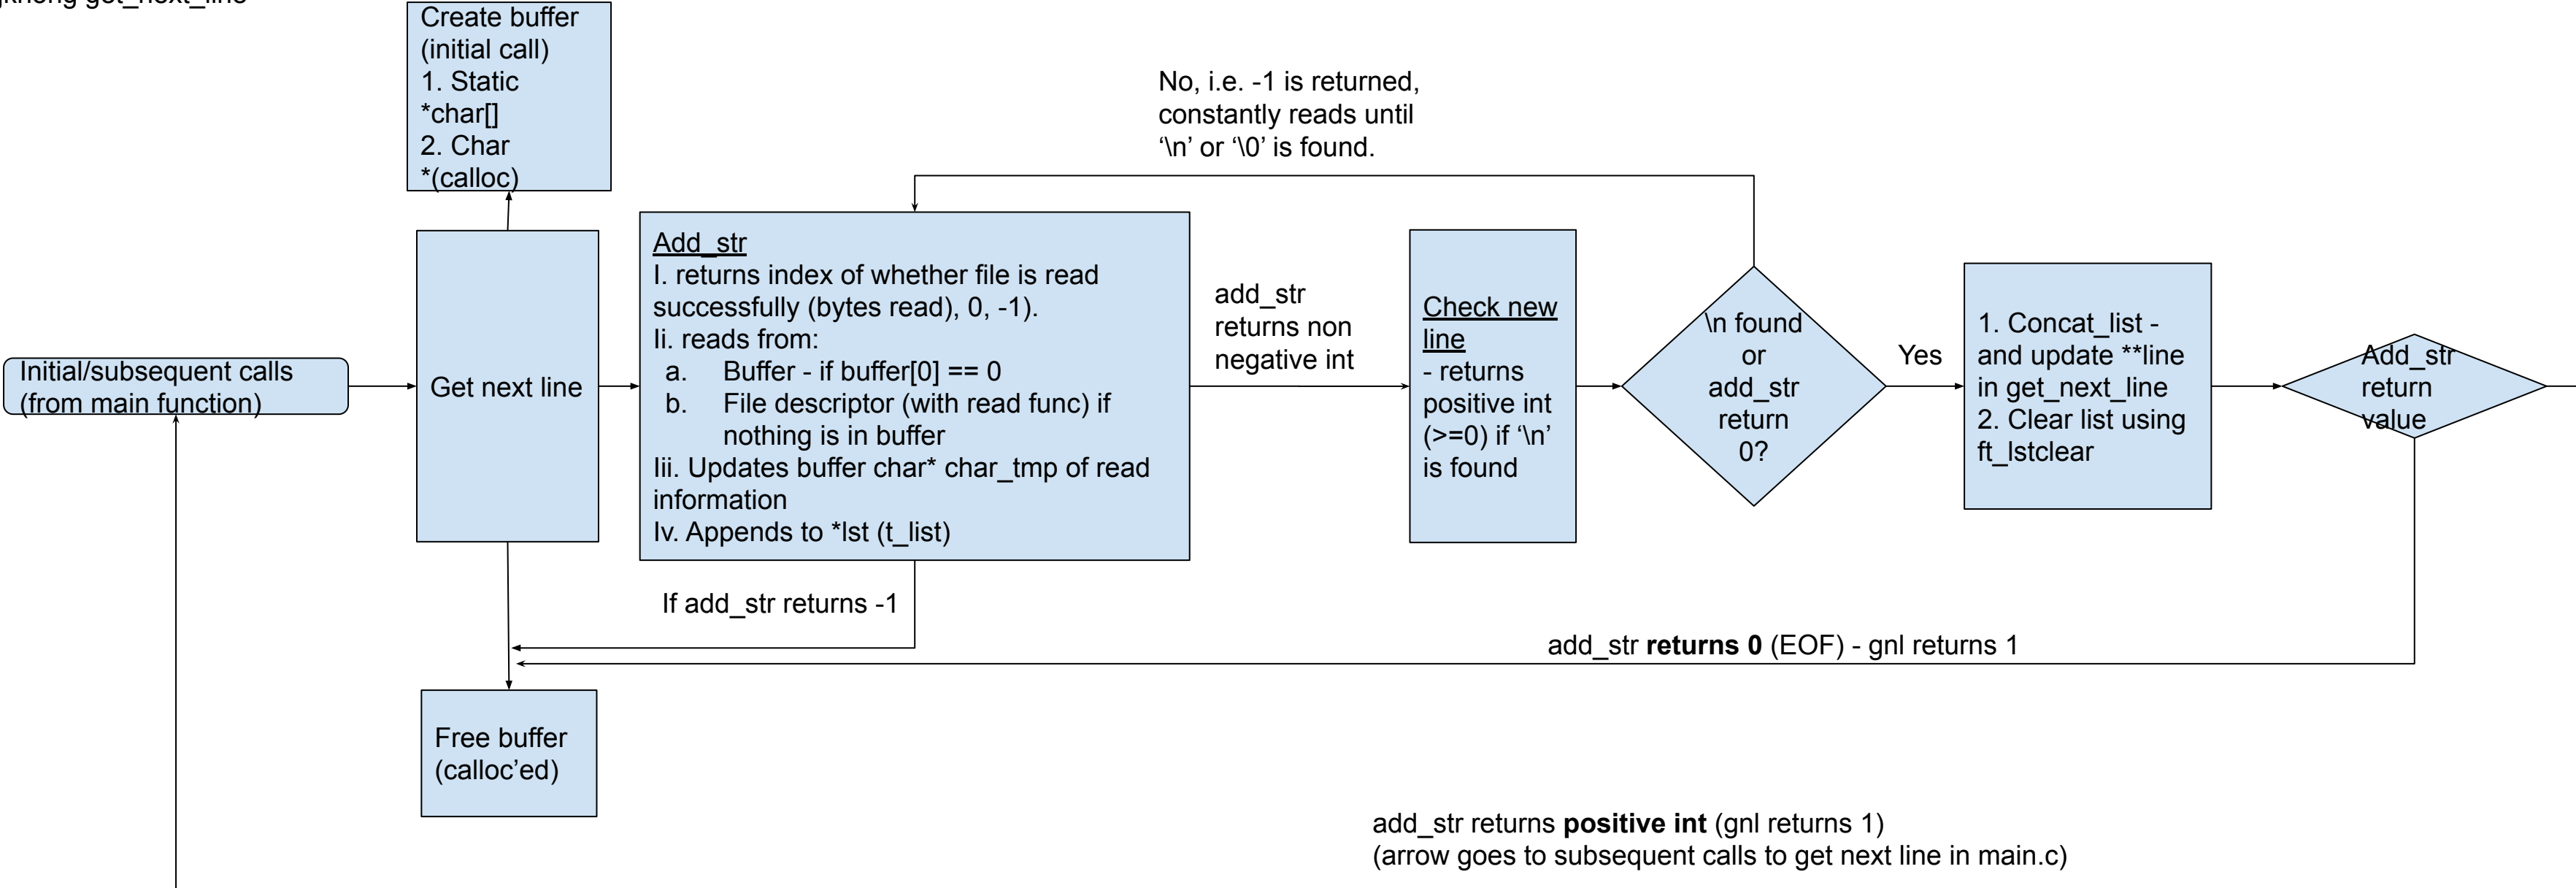 get_next_line
Create buffer
(initial call)
1. Static
*char[]
2. Char
*(calloc)
No, i.e. -1 is returned,
constantly reads until
‘\n’ or ‘\0’ is found.
Initial/subsequent calls
(from main function)
Get next line
Add_str
I. returns index of whether file is read
successfully (bytes read), 0, -1).
Ii. reads from:
a. Buffer - if buffer[0] == 0
b. File descriptor (with read func) if
nothing is in buffer
Iii. Updates buffer char* char_tmp of read
information
Iv. Appends to *lst (t_list)
add_str
returns non
negative int
Check new
line
- returns
positive int
(>=0) if ‘\n’
is found
\n found
or
add_str
return
0?
Yes
1. Concat_list -
and update **line
in get_next_line
2. Clear list using
ft_lstclear
Add_str
return
value
If add_str returns -1
add_str returns 0 (EOF) - gnl returns 1
Free buffer
(calloc’ed)
add_str returns positive int (gnl returns 1)
(arrow goes to subsequent calls to get next line in main.c)